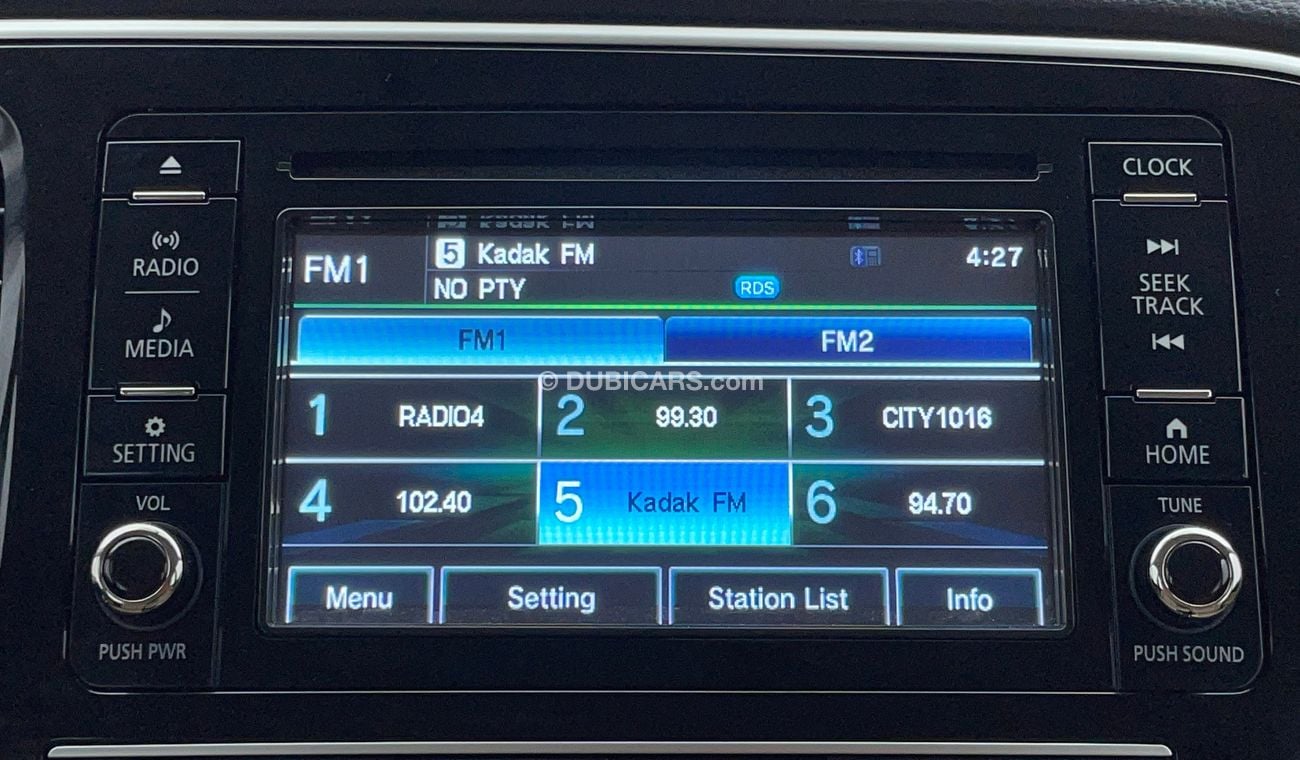 CLOCK
RADIO
MEDIA
SETTING
VOL
PUSH PWR
FM1
5 Kadak FM
4:27
NO PTY
RDS
FM1 FM2
© DUBICARS.com
1 RADIO4 2 99.30 3 CITY1016
4 102.40 5 Kadak FM 6 94.70
Menu Setting Station List Info
SEEK
TRACK
HOME
TUNE
PUSH SOUND